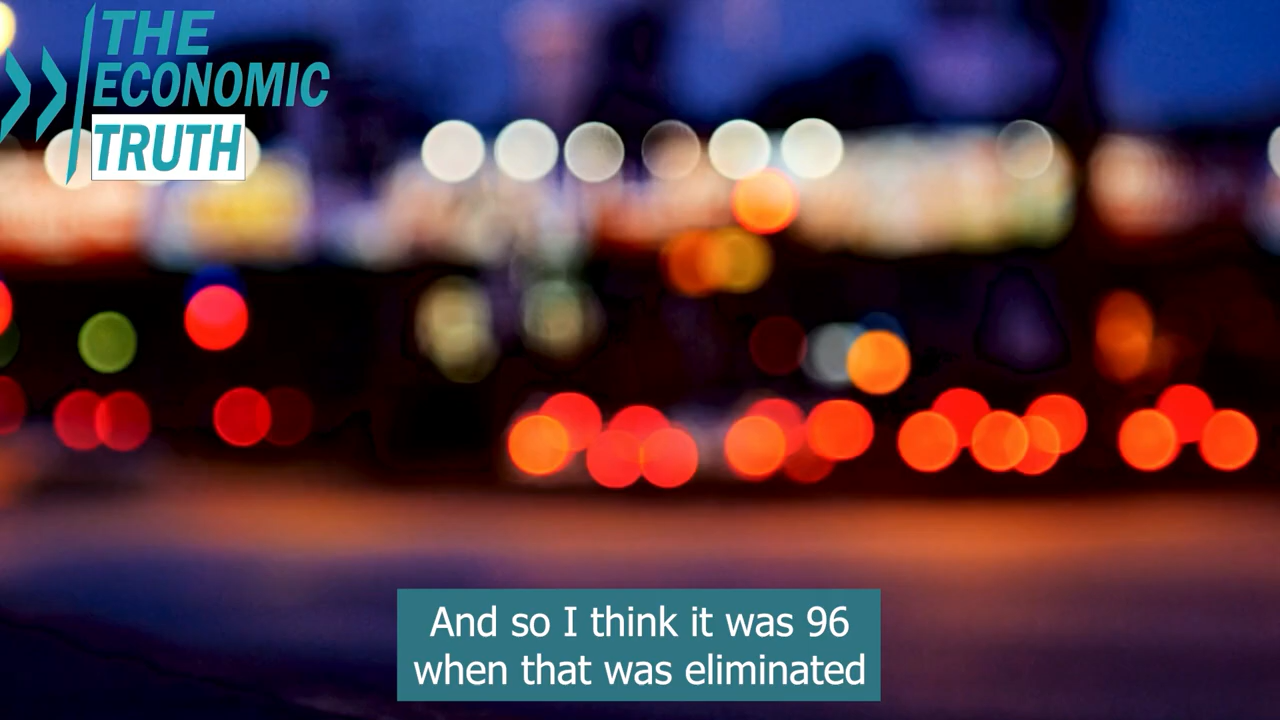 THE
ECONOMIC
TRUTH
And so I think it was 96
when that was eliminated